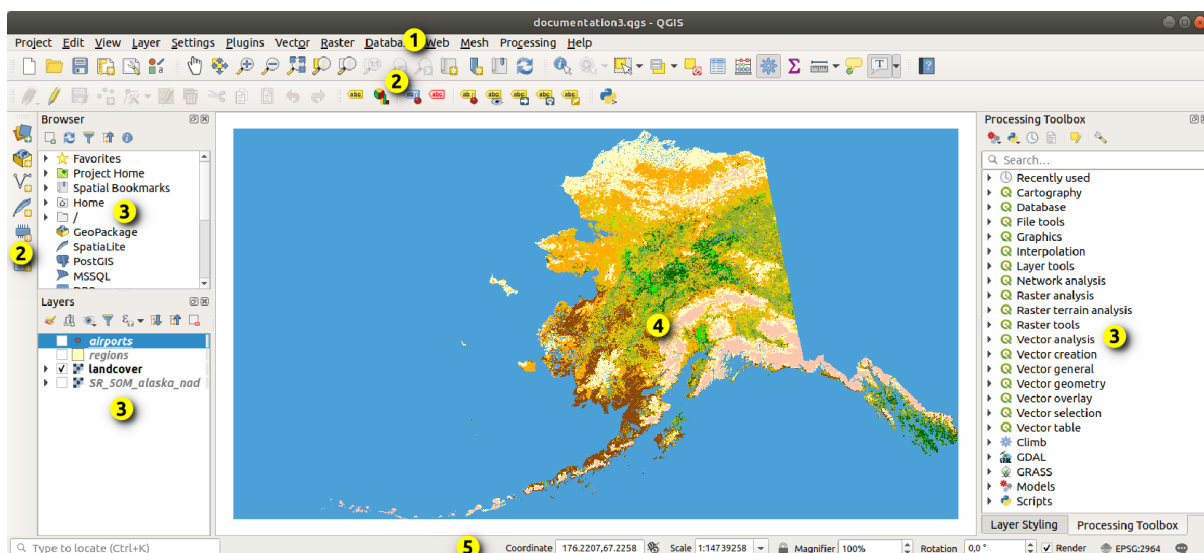 documentation3.qgs - QGIS
Project Edit View Layer Settings Plugins Vector Raster Database Web Mesh Processing Help
1
2
Browser
Favorites
Project Home
Spatial Bookmarks
Home
/
GeoPackage
SpatiaLite
PostGIS
MSSQL
3
2
Layers
airports
regions
landcover
SR_50M_alaska_nad
3
4
Processing Toolbox
Search...
Recently used
Cartography
Database
File tools
Graphics
Interpolation
Layer tools
Network analysis
Raster analysis
Raster terrain analysis
Raster tools
Vector analysis
Vector creation
Vector general
Vector geometry
Vector overlay
Vector selection
Vector table
Climb
GDAL
GRASS
Models
Scripts
3
Layer Styling Processing Toolbox
Type to locate (Ctrl+K)
5
Coordinate 176.2207,67.2258 Scale 1:14739258 Magnifier 100% Rotation 0,0 ° Render EPSG:2964